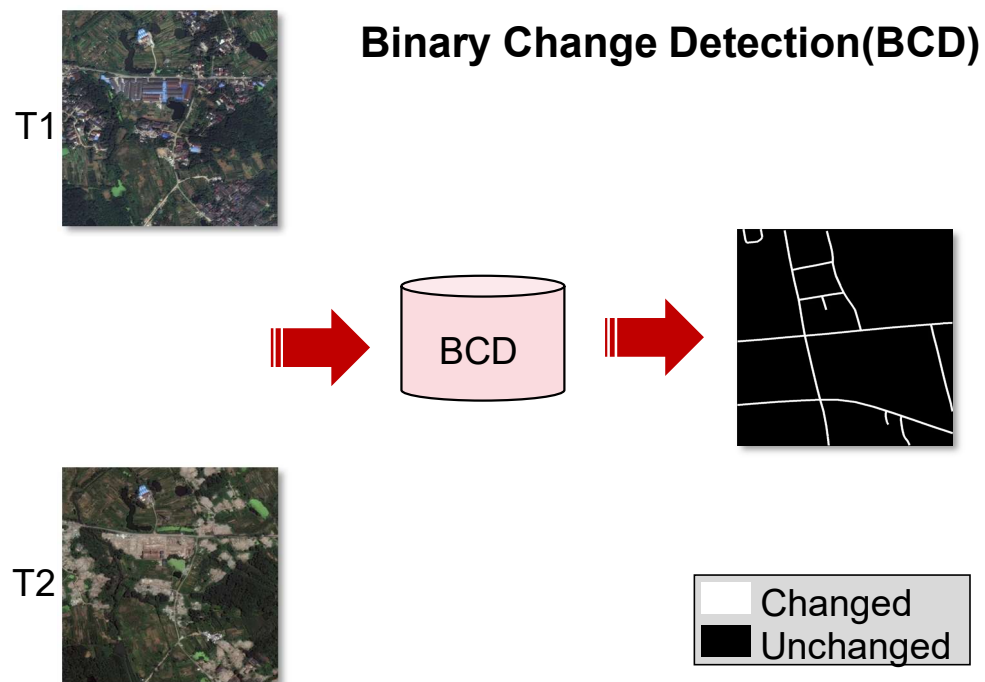 Binary Change Detection(BCD)
T1
BCD
T2
Changed
Unchanged